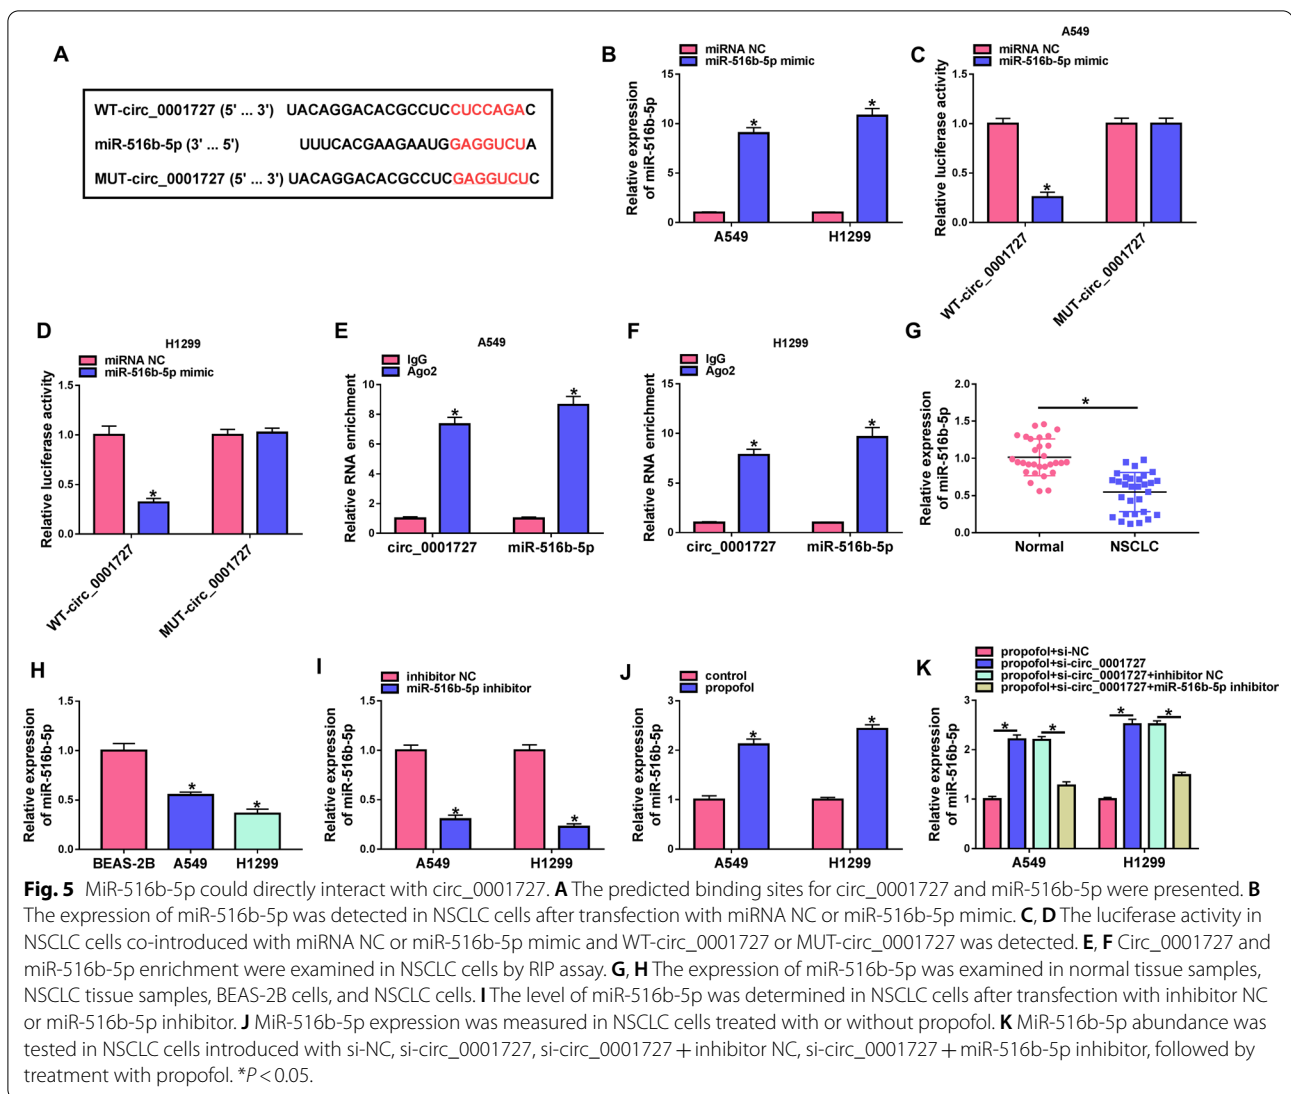 A
WT-circ_0001727 (5' ... 3') UACAGGACACGCCUCCUCCAGAC
miR-516b-5p (3' ... 5') UUUCACGAAGAAUGGAGGUCUA
MUT-circ_0001727 (5' ... 3') UACAGGACACGCCUCGAGGUCUC
B
miRNA NC
miR-516b-5p mimic
Relative expression
of miR-516b-5p
15
10
5
0
*
*
A549
H1299
C
A549
miRNA NC
miR-516b-5p mimic
Relative luciferase activity
1.5
1.0
0.5
0.0
*
WT-circ_0001727
MUT-circ_0001727
D
H1299
miRNA NC
miR-516b-5p mimic
Relative luciferase activity
1.5
1.0
0.5
0.0
*
WT-circ_0001727
MUT-circ_0001727
E
A549
IgG
Ago2
Relative RNA enrichment
10
8
6
4
2
0
*
*
circ_0001727
miR-516b-5p
F
H1299
IgG
Ago2
Relative RNA enrichment
15
10
5
0
*
*
circ_0001727
miR-516b-5p
G
Relative expression
of miR-516b-5p
2.0
1.5
1.0
0.5
0.0
*
Normal
NSCLC
H
Relative expression
of miR-516b-5p
1.5
1.0
0.5
0.0
*
*
BEAS-2B
A549
H1299
I
inhibitor NC
miR-516b-5p inhibitor
Relative expression
of miR-516b-5p
1.5
1.0
0.5
0.0
*
*
A549
H1299
J
control
propofol
Relative expression
of miR-516b-5p
3
2
1
0
*
*
A549
H1299
K
propofol+si-NC
propofol+si-circ_0001727
propofol+si-circ_0001727+inhibitor NC
propofol+si-circ_0001727+miR-516b-5p inhibitor
Relative expression
of miR-516b-5p
3
2
1
0
*
*
*
*
A549
H1299
Fig. 5 MiR-516b-5p could directly interact with circ_0001727. A The predicted binding sites for circ_0001727 and miR-516b-5p were presented. B
The expression of miR-516b-5p was detected in NSCLC cells after transfection with miRNA NC or miR-516b-5p mimic. C, D The luciferase activity in
NSCLC cells co-introduced with miRNA NC or miR-516b-5p mimic and WT-circ_0001727 or MUT-circ_0001727 was detected. E, F Circ_0001727 and
miR-516b-5p enrichment were examined in NSCLC cells by RIP assay. G, H The expression of miR-516b-5p was examined in normal tissue samples,
NSCLC tissue samples, BEAS-2B cells, and NSCLC cells. I The level of miR-516b-5p was determined in NSCLC cells after transfection with inhibitor NC
or miR-516b-5p inhibitor. J MiR-516b-5p expression was measured in NSCLC cells treated with or without propofol. K MiR-516b-5p abundance was
tested in NSCLC cells introduced with si-NC, si-circ_0001727, si-circ_0001727 + inhibitor NC, si-circ_0001727 + miR-516b-5p inhibitor, followed by
treatment with propofol. *P < 0.05.